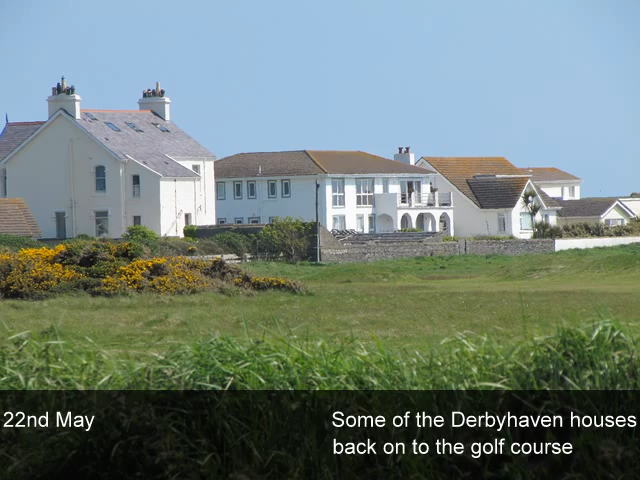 22nd May
Some of the Derbyhaven houses
back on to the golf course